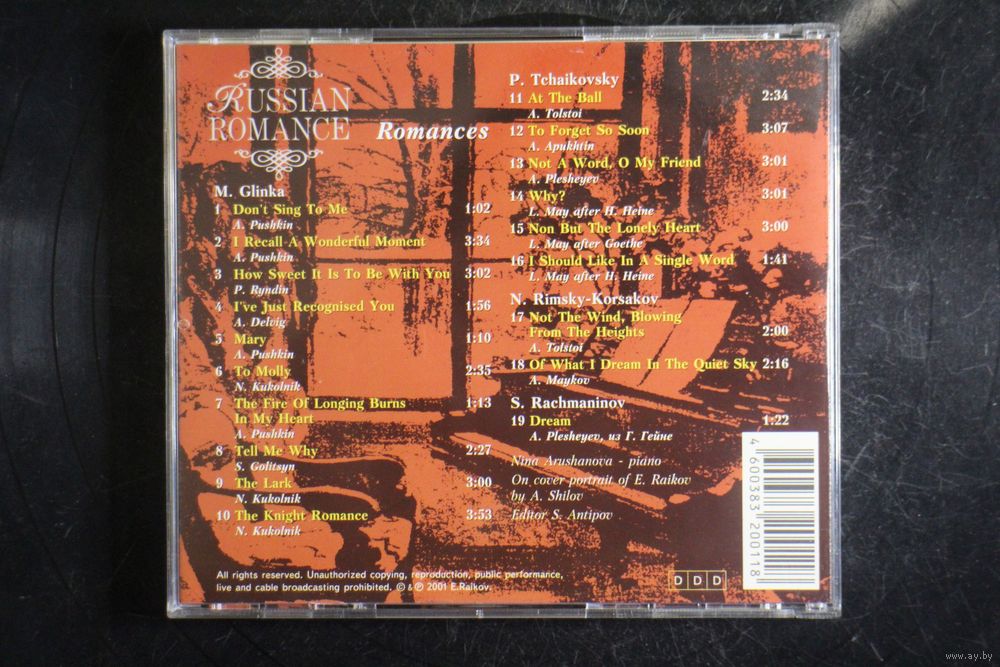 RUSSIAN
ROMANCE
Romances
M. Glinka
1 Don't Sing To Me 1:02
A. Pushkin
2 I Recall A Wonderful Moment 3:34
A. Pushkin
3 How Sweet It Is To Be With You 3:02
P. Ryndin
4 I've Just Recognised You 1:56
A. Delvig
5 Mary 1:10
A. Pushkin
6 To Molly 2:35
N. Kukolnik
7 The Fire Of Longing Burns 1:13
In My Heart
A. Pushkin
8 Tell Me Why 2:27
S. Golitsyn
9 The Lark 3:00
N. Kukolnik
10 The Knight Romance 3:53
N. Kukolnik
P. Tchaikovsky
11 At The Ball 2:34
A. Tolstoi
12 To Forget So Soon 3:07
A. Apukhtin
13 Not A Word, O My Friend 3:01
A. Plesheyev
14 Why? 3:01
L. May after H. Heine
15 Non But The Lonely Heart 3:00
L. May after Goethe
16 I Should Like In A Single Word 1:41
L. May after H. Heine
N. Rimsky-Korsakov
17 Not The Wind, Blowing
From The Heights 2:00
A. Tolstoi
18 Of What I Dream In The Quiet Sky 2:16
A. Maykov
S. Rachmaninov
19 Dream 1:22
A. Plesheyev, из Г. Гейне
Nina Arushanova - piano
On cover portrait of E. Raikov
by A. Shilov
Editor S. Antipov
4 600383 200118
All rights reserved. Unauthorized copying, reproduction, public performance,
live and cable broadcasting prohibited. © & ℗ 2001 E.Raikov.
D D D
www.ay.by